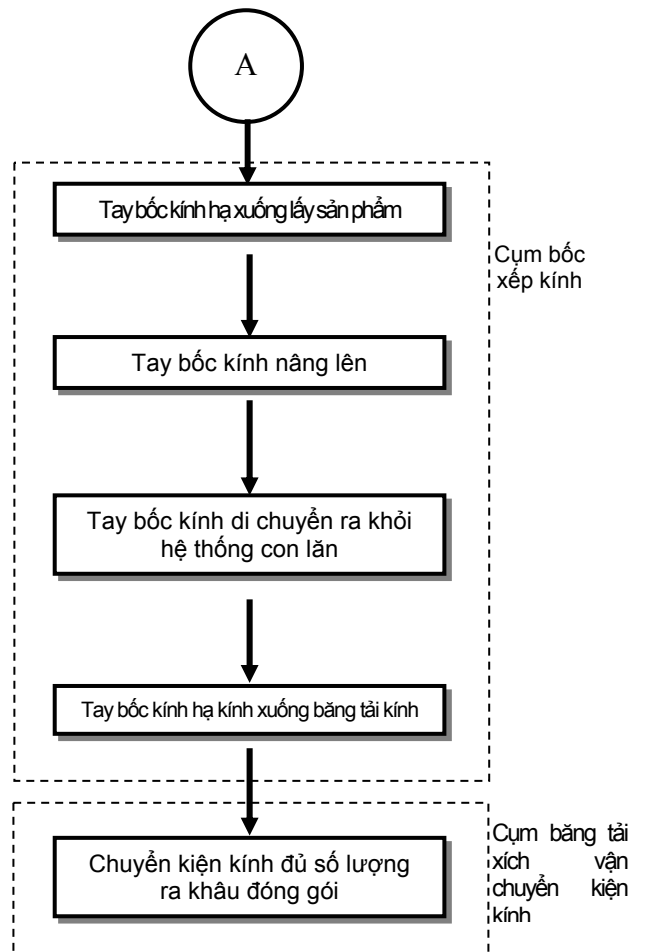 A
Tay bốc kính hạ xuống lấy sản phẩm
Cụm bốc
xếp kính
Tay bốc kính nâng lên
Tay bốc kính di chuyển ra khỏi
hệ thống con lăn
Tay bốc kính hạ kính xuống băng tải kính
Chuyển kiện kính đủ số lượng
ra khâu đóng gói
Cụm băng tải
xích vận
chuyển kiện
kính